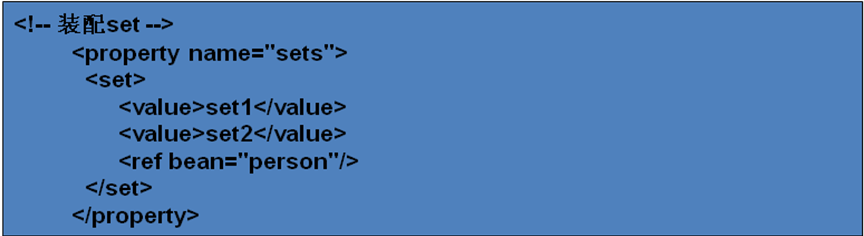 <!-- 装配set -->
<property name="sets">
<set>
<value>set1</value>
<value>set2</value>
<ref bean="person"/>
</set>
</property>